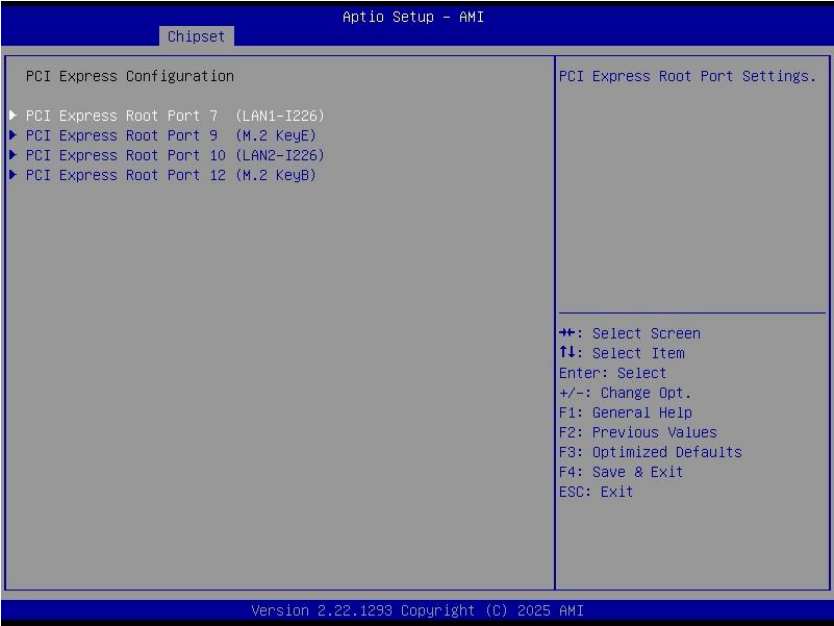 Aptio Setup – AMI
Chipset
PCI Express Configuration
PCI Express Root Port Settings.
▶ PCI Express Root Port 7 (LAN1-I226)
▶ PCI Express Root Port 9 (M.2 KeyE)
▶ PCI Express Root Port 10 (LAN2-I226)
▶ PCI Express Root Port 12 (M.2 KeyB)
→←: Select Screen
↑↓: Select Item
Enter: Select
+/-: Change Opt.
F1: General Help
F2: Previous Values
F3: Optimized Defaults
F4: Save & Exit
ESC: Exit
Version 2.22.1293 Copyright (C) 2025 AMI